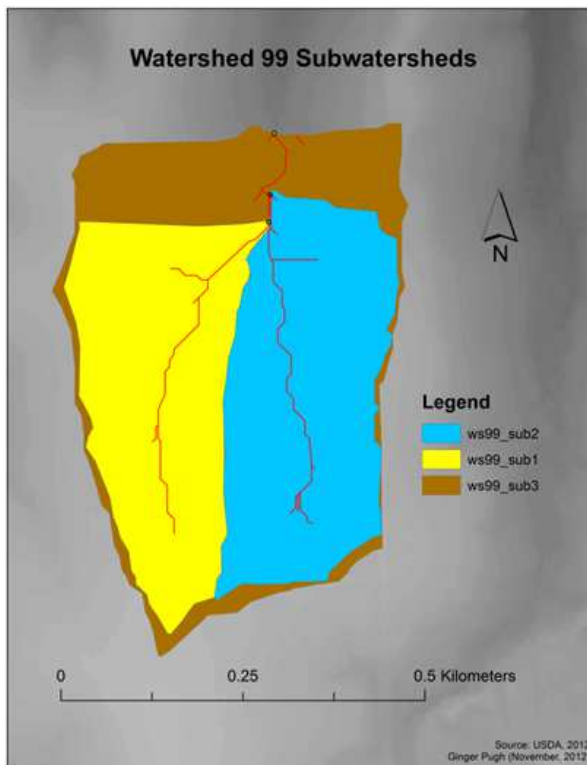 Watershed 99 Subwatersheds
N
Legend
ws99_sub2
ws99_sub1
ws99_sub3
0 0.25 0.5 Kilometers
Source: USDA, 2012
Ginger Pugh (November, 2012)